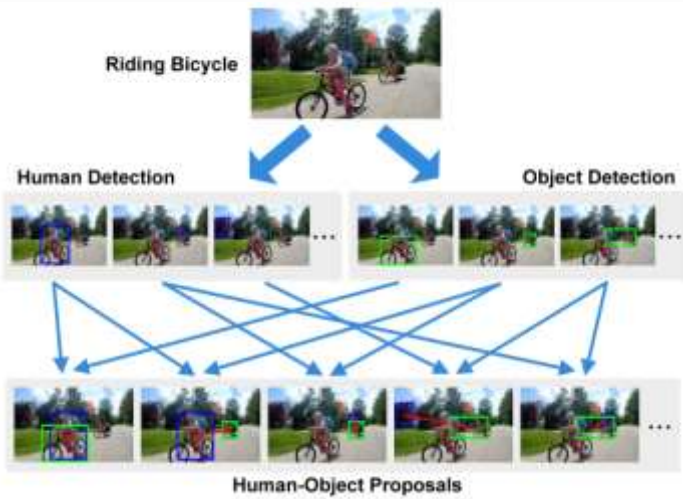 Riding Bicycle
Human Detection
Object Detection
...
...
...
Human-Object Proposals